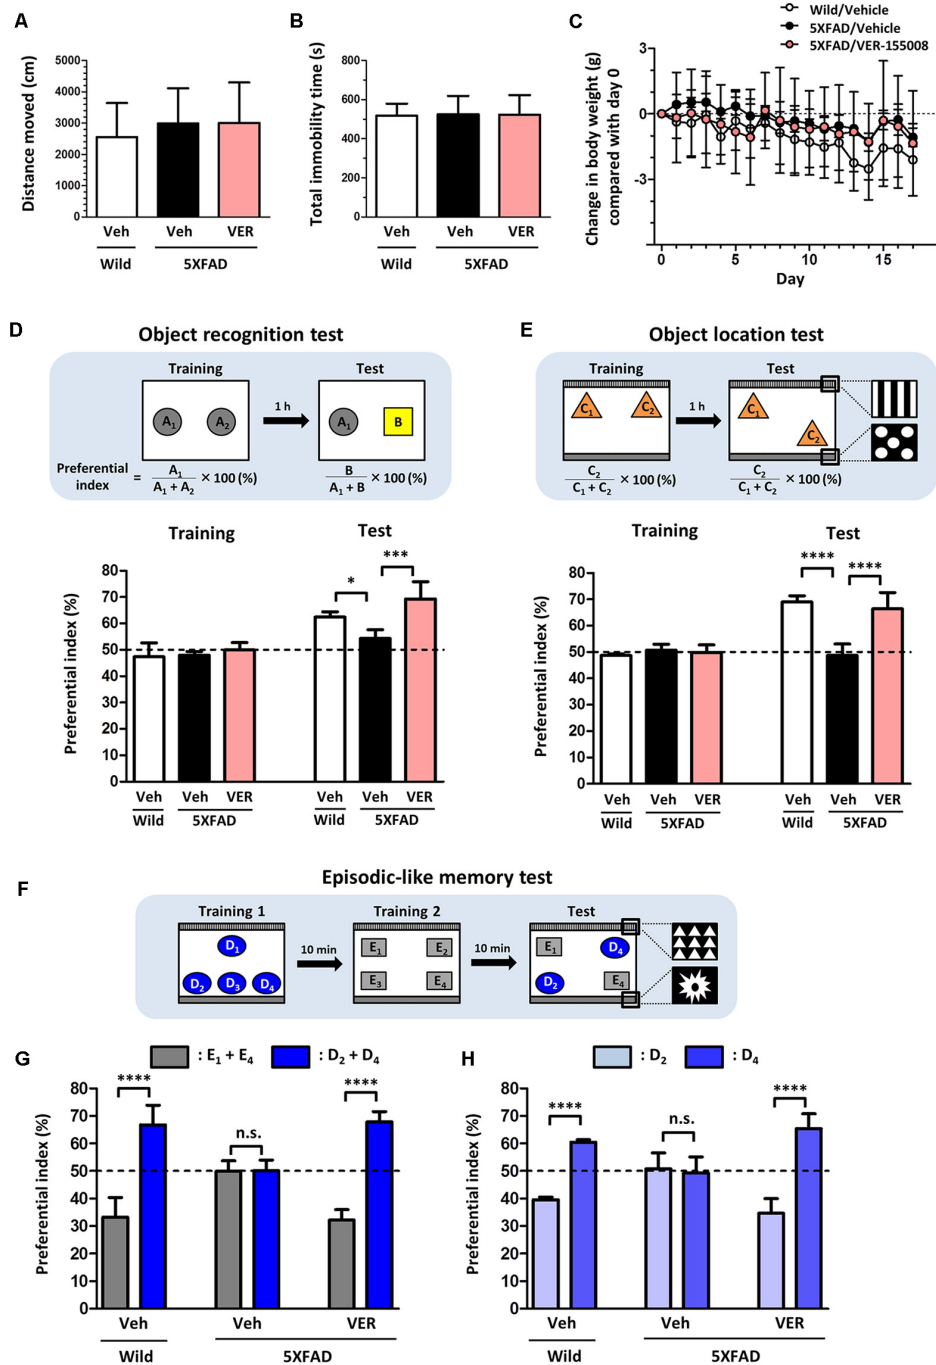 A
Distance moved (cm)
5000
4000
3000
2000
1000
0
Veh Veh VER
Wild 5XFAD
B
Total immobility time (s)
800
600
400
200
0
Veh Veh VER
Wild 5XFAD
C
Wild/Vehicle
5XFAD/Vehicle
5XFAD/VER-155008
Change in body weight (g)
compared with day 0
3
0
-3
0 5 10 15
Day
D
Object recognition test
Training Test
A1 A2 1 h A1 B
Preferential index = A1 / A1 + A2 × 100 (%) B / A1 + B × 100 (%)
Training Test
Preferential index (%)
80
70
60
50
40
30
20
10
0
* ***
Veh Veh VER Veh Veh VER
Wild 5XFAD Wild 5XFAD
E
Object location test
Training Test
C1 C2 1 h C1 C2
C2 / C1 + C2 × 100 (%) C2 / C1 + C2 × 100 (%)
Training Test
Preferential index (%)
80
70
60
50
40
30
20
10
0
**** ****
Veh Veh VER Veh Veh VER
Wild 5XFAD Wild 5XFAD
F
Episodic-like memory test
Training 1 Training 2 Test
D1 D2 D3 D4 10 min E1 E2 E3 E4 10 min E1 D4 D2 E4
G
: E1 + E4 : D2 + D4
Preferential index (%)
80
70
60
50
40
30
20
10
0
**** n.s. ****
Veh Veh VER
Wild 5XFAD
H
: D2 : D4
Preferential index (%)
80
70
60
50
40
30
20
10
0
**** n.s. ****
Veh Veh VER
Wild 5XFAD